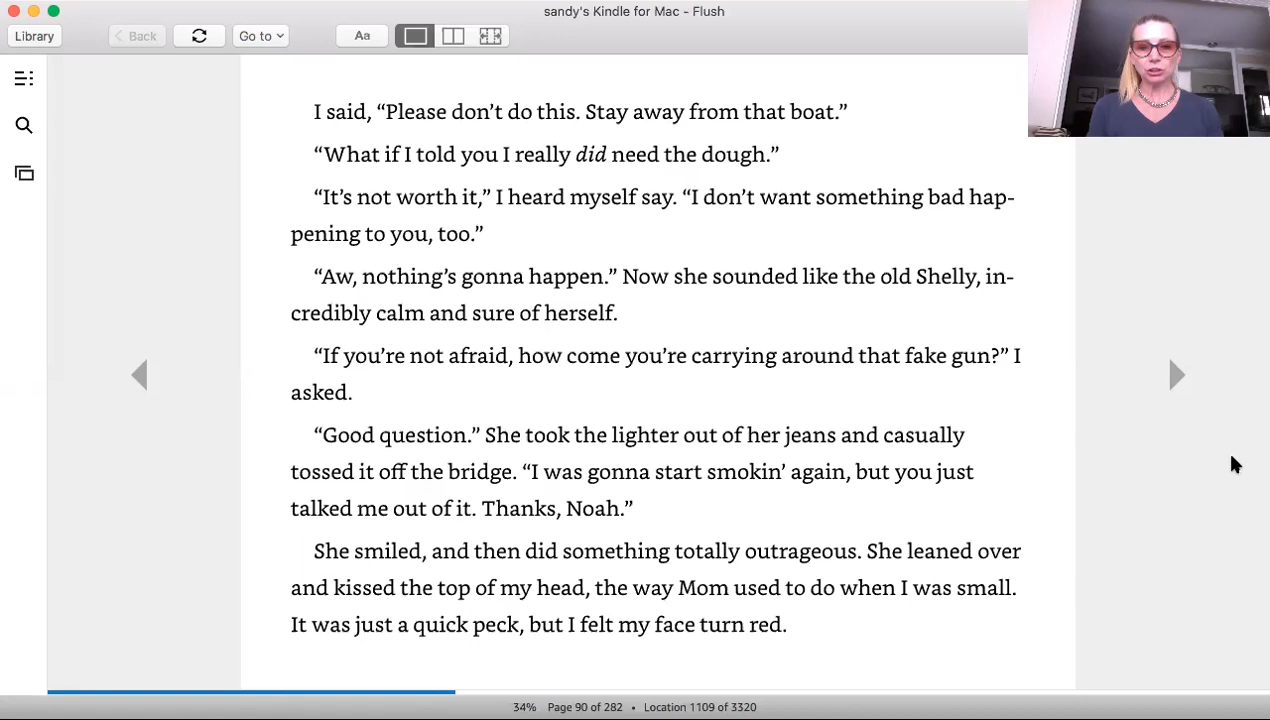 sandy's Kindle for Mac - Flush
Library
Back
Go to
Aa
I said, “Please don’t do this. Stay away from that boat.”
“What if I told you I really did need the dough.”
“It’s not worth it,” I heard myself say. “I don’t want something bad hap-
pening to you, too.”
“Aw, nothing’s gonna happen.” Now she sounded like the old Shelly, in-
credibly calm and sure of herself.
“If you’re not afraid, how come you’re carrying around that fake gun?” I
asked.
“Good question.” She took the lighter out of her jeans and casually
tossed it off the bridge. “I was gonna start smokin’ again, but you just
talked me out of it. Thanks, Noah.”
She smiled, and then did something totally outrageous. She leaned over
and kissed the top of my head, the way Mom used to do when I was small.
It was just a quick peck, but I felt my face turn red.
34% Page 90 of 282 • Location 1109 of 3320